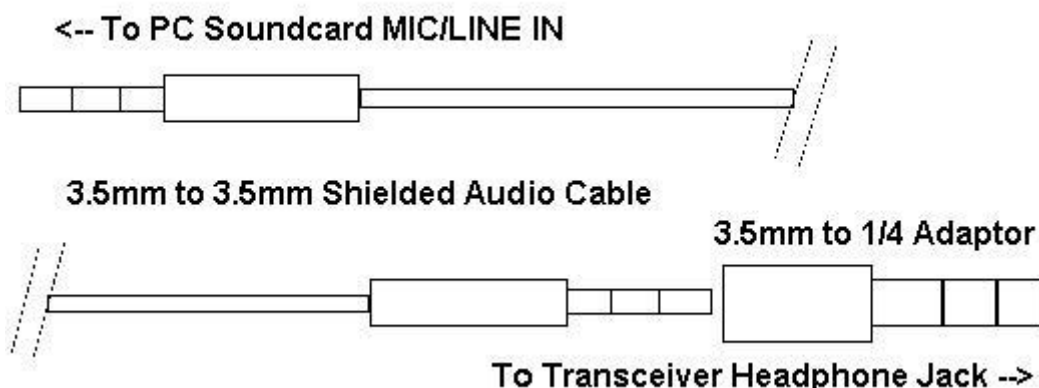 <-- To PC Soundcard MIC/LINE IN
3.5mm to 3.5mm Shielded Audio Cable
3.5mm to 1/4 Adaptor
To Transceiver Headphone Jack -->